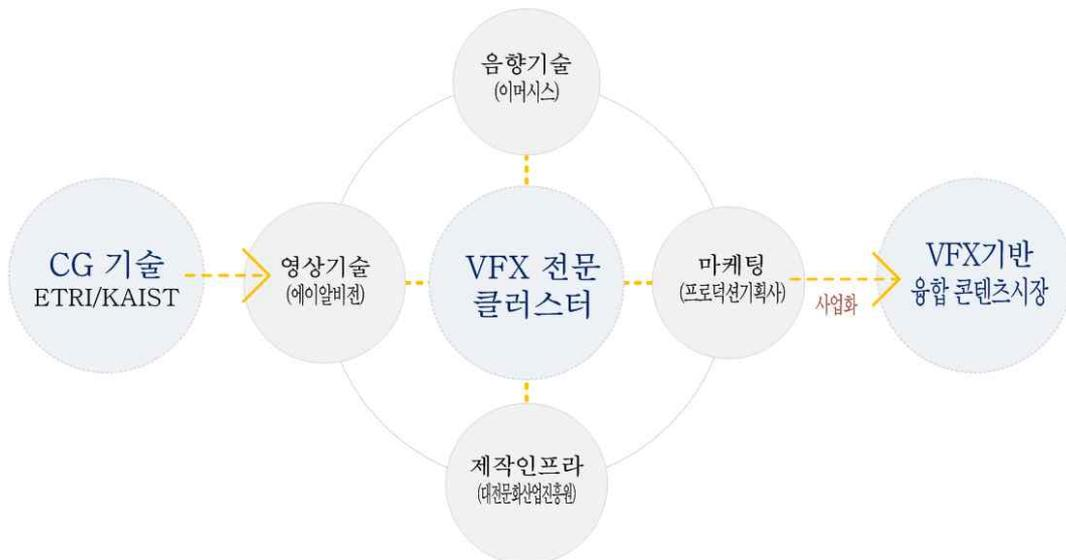 음향기술
(이머시스)
CG 기술
ETRI/KAIST
영상기술
(에이알비전)
VFX 전문
클러스터
마케팅
(프로덕션기획사)
사업화
VFX기반
융합 콘텐츠시장
제작인프라
(대전문화산업진흥원)